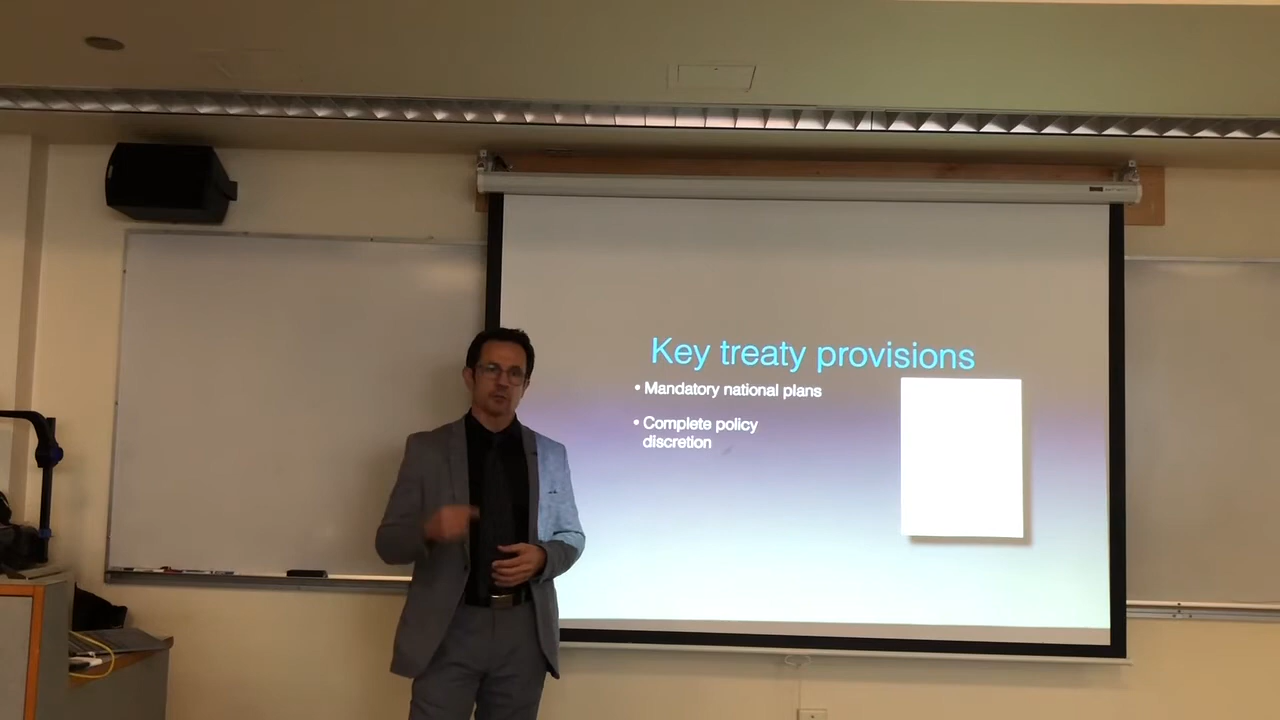 Key treaty provisions
• Mandatory national plans
• Complete policy
discretion